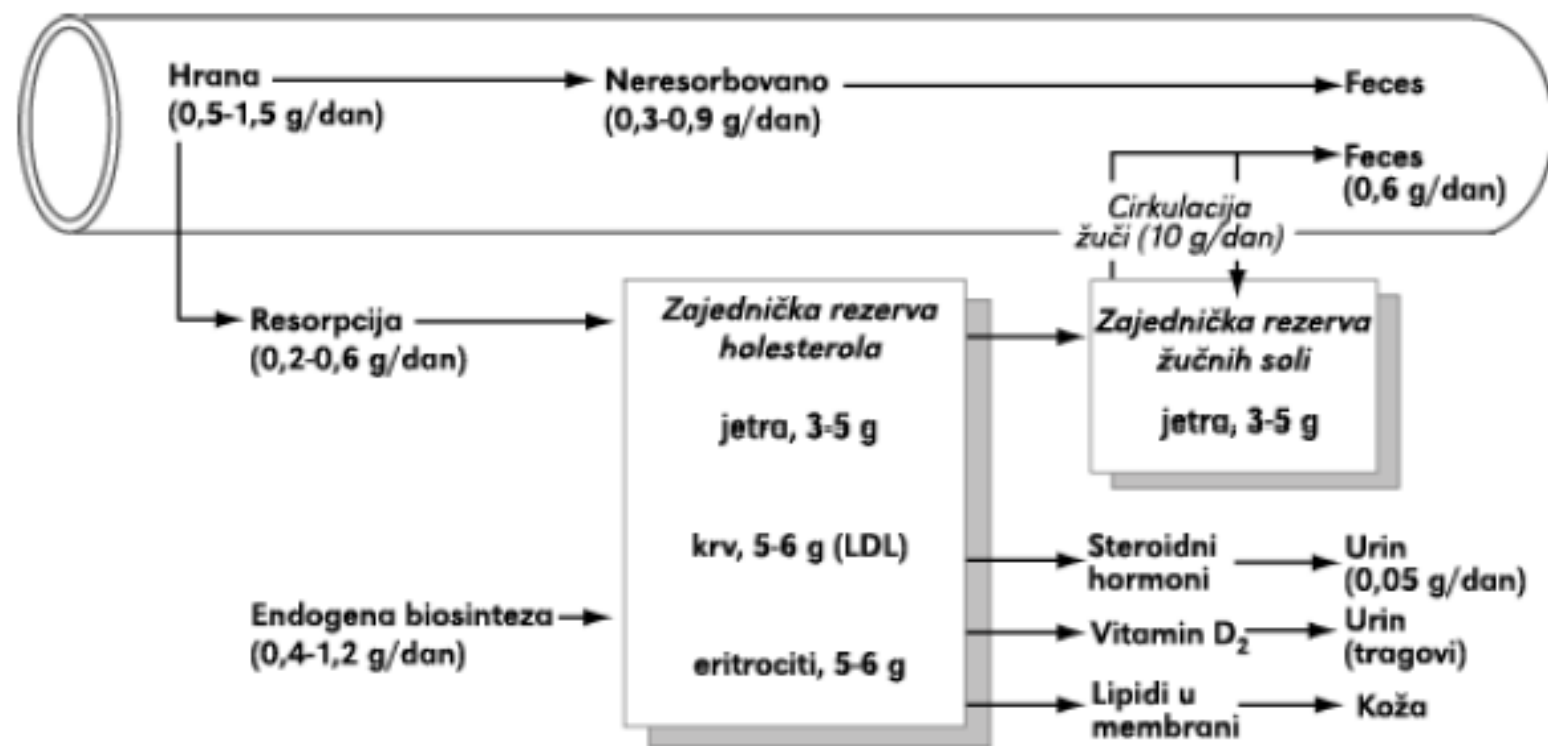 Hrana
(0,5-1,5 g/dan)
Neresorbovano
(0,3-0,9 g/dan)
Feces
Feces
(0,6 g/dan)
Cirkulacija
žuči (10 g/dan)
Resorpcija
(0,2-0,6 g/dan)
Zajednička rezerva
holesterola
jetra, 3-5 g
krv, 5-6 g (LDL)
eritrociti, 5-6 g
Zajednička rezerva
žučnih soli
jetra, 3-5 g
Endogena biosinteza
(0,4-1,2 g/dan)
Steroidni
hormoni
Urin
(0,05 g/dan)
Vitamin D₂
Urin
(tragovi)
Lipidi u
membrani
Koža